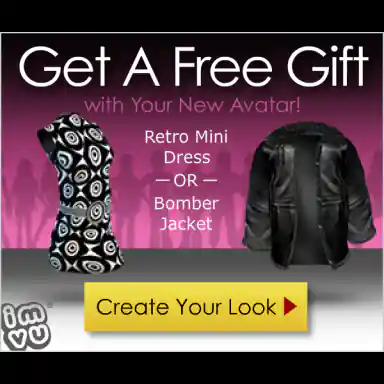 Get A Free Gift
with Your New Avatar!
Retro Mini
Dress
— OR —
Bomber
Jacket
Create Your Look
imvu